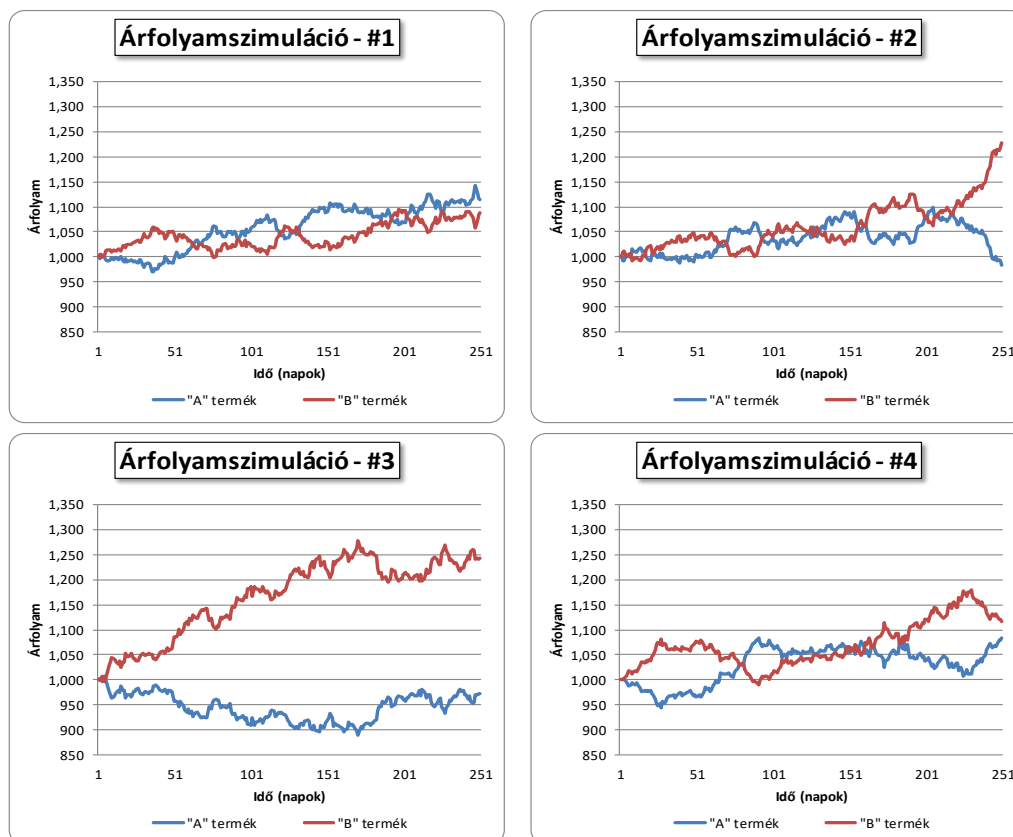 Árfolyamszimuláció - #1
1,350
1,300
1,250
1,200
1,150
1,100
1,050
1,000
950
900
850
Árfolyam
1 51 101 151 201 251
Idő (napok)
"A" termék "B" termék
Árfolyamszimuláció - #2
1,350
1,300
1,250
1,200
1,150
1,100
1,050
1,000
950
900
850
Árfolyam
1 51 101 151 201 251
Idő (napok)
"A" termék "B" termék
Árfolyamszimuláció - #3
1,350
1,300
1,250
1,200
1,150
1,100
1,050
1,000
950
900
850
Árfolyam
1 51 101 151 201 251
Idő (napok)
"A" termék "B" termék
Árfolyamszimuláció - #4
1,350
1,300
1,250
1,200
1,150
1,100
1,050
1,000
950
900
850
Árfolyam
1 51 101 151 201 251
Idő (napok)
"A" termék "B" termék